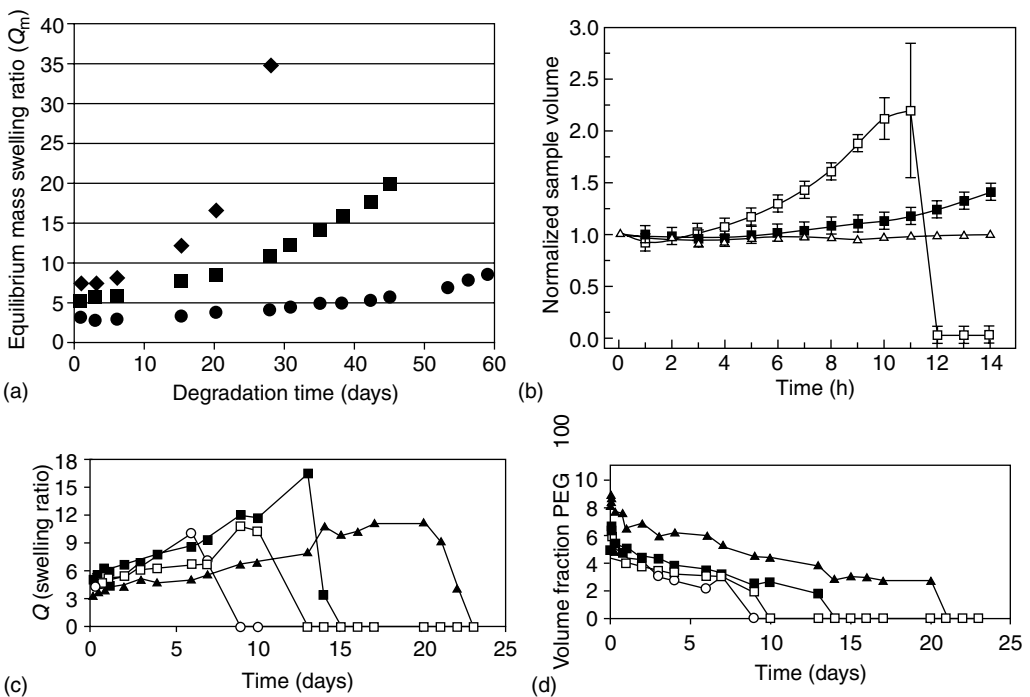 Equilibrium mass swelling ratio (Qm)
40
35
30
25
20
15
10
5
0
0 10 20 30 40 50 60
Degradation time (days)
(a)
Normalized sample volume
3.0
2.5
2.0
1.5
1.0
0.5
0.0
0 2 4 6 8 10 12 14
Time (h)
(b)
Q (swelling ratio)
18
15
12
9
6
3
0
0 5 10 15 20 25
Time (days)
(c)
Volume fraction PEG 100
10
8
6
4
2
0
0 5 10 15 20 25
Time (days)
(d)